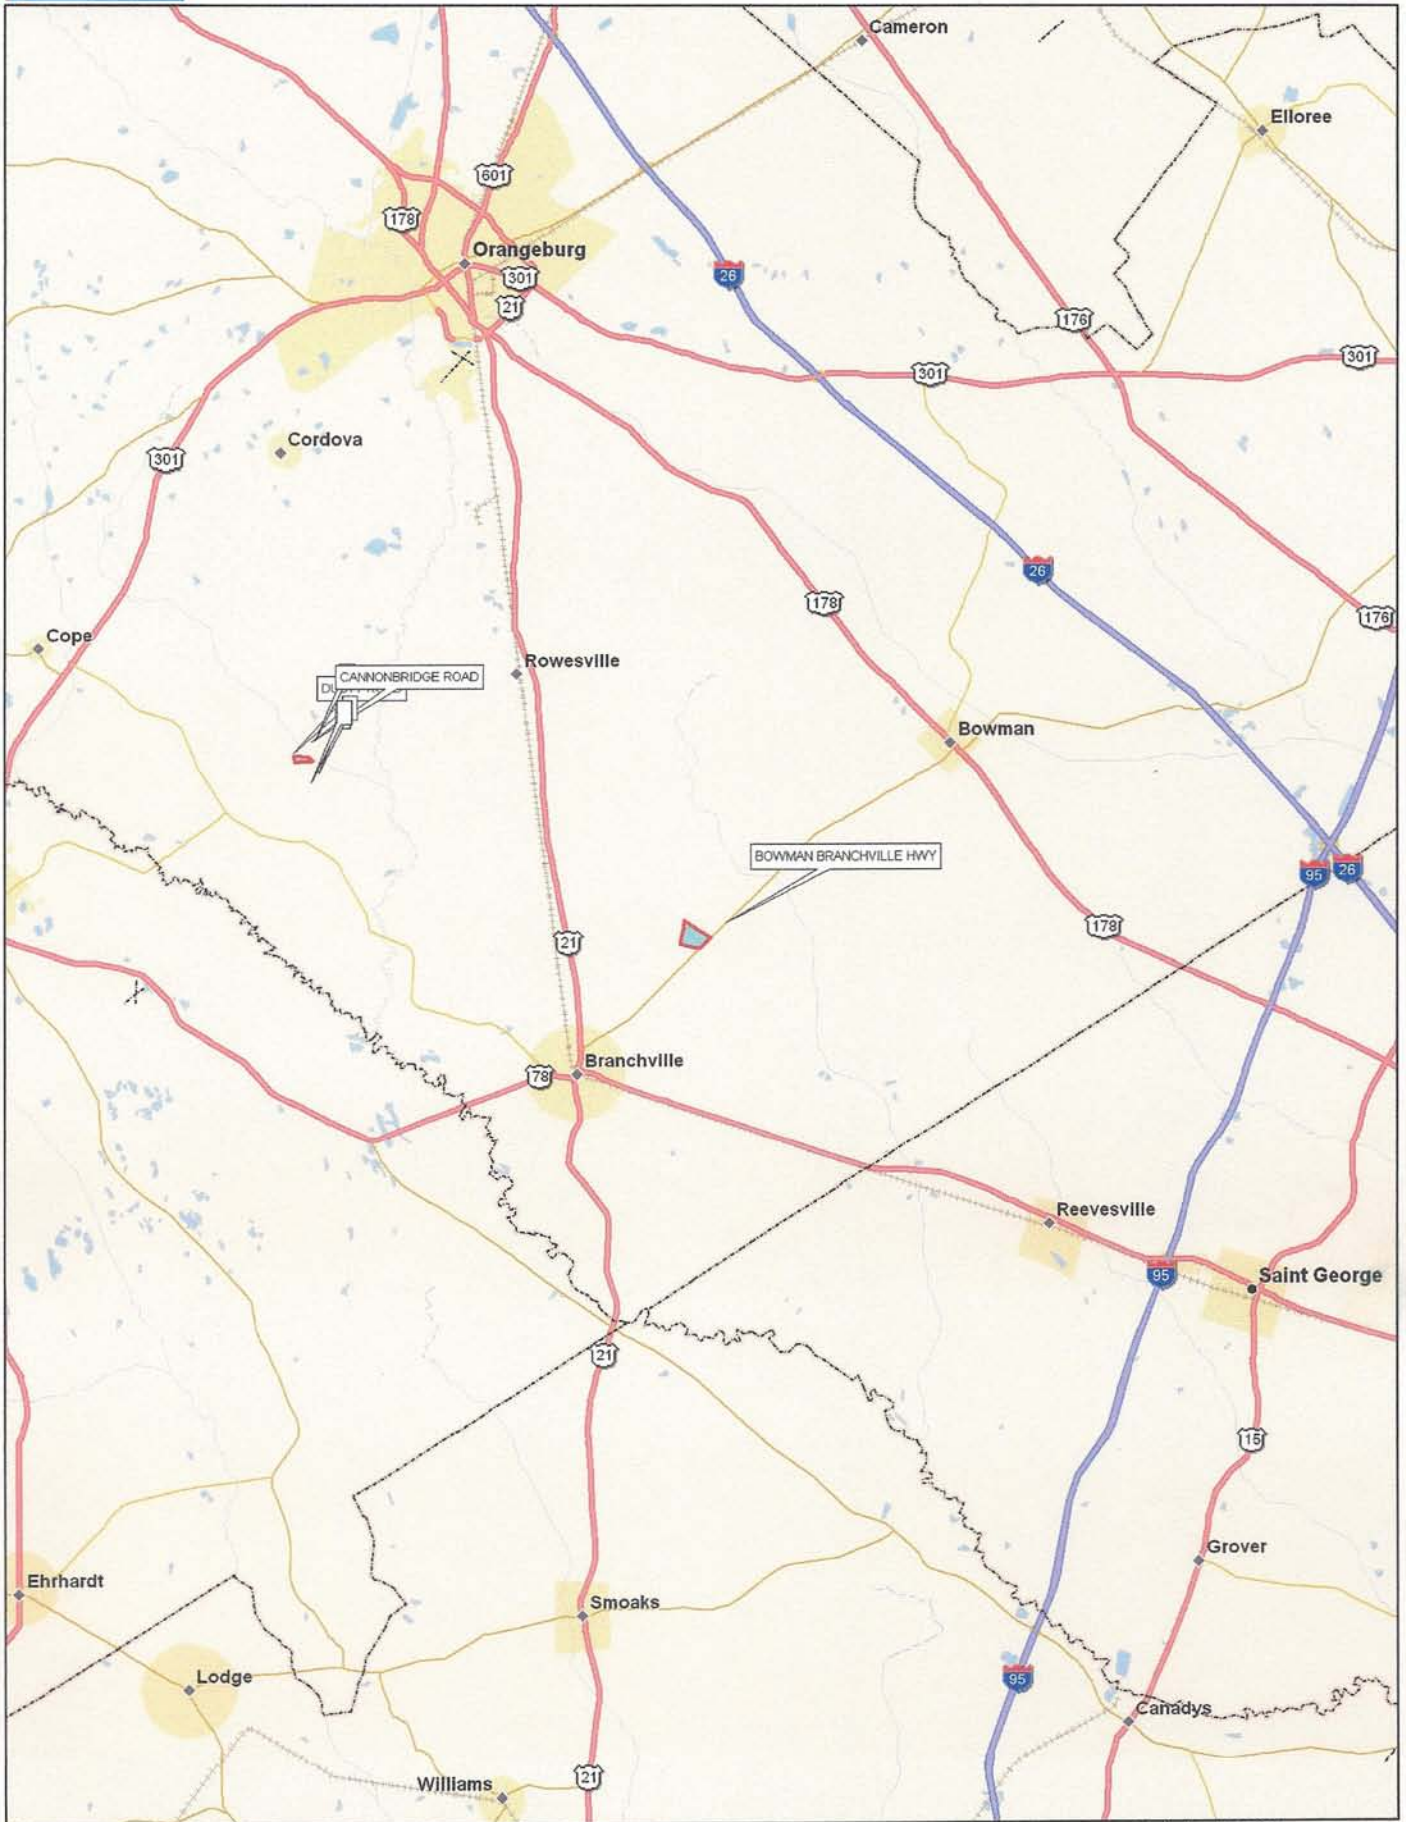 Cameron
Elloree
601
178
Orangeburg
301
21
26
176
301
301
Cordova
301
26
178
176
Cope
Rowesville
CANNONBRIDGE ROAD
Bowman
BOWMAN BRANCHVILLE HWY
95
26
178
21
Branchville
78
Reevesville
95
Saint George
21
15
Grover
Ehrhardt
Smoaks
Lodge
95
Canadys
Williams
21